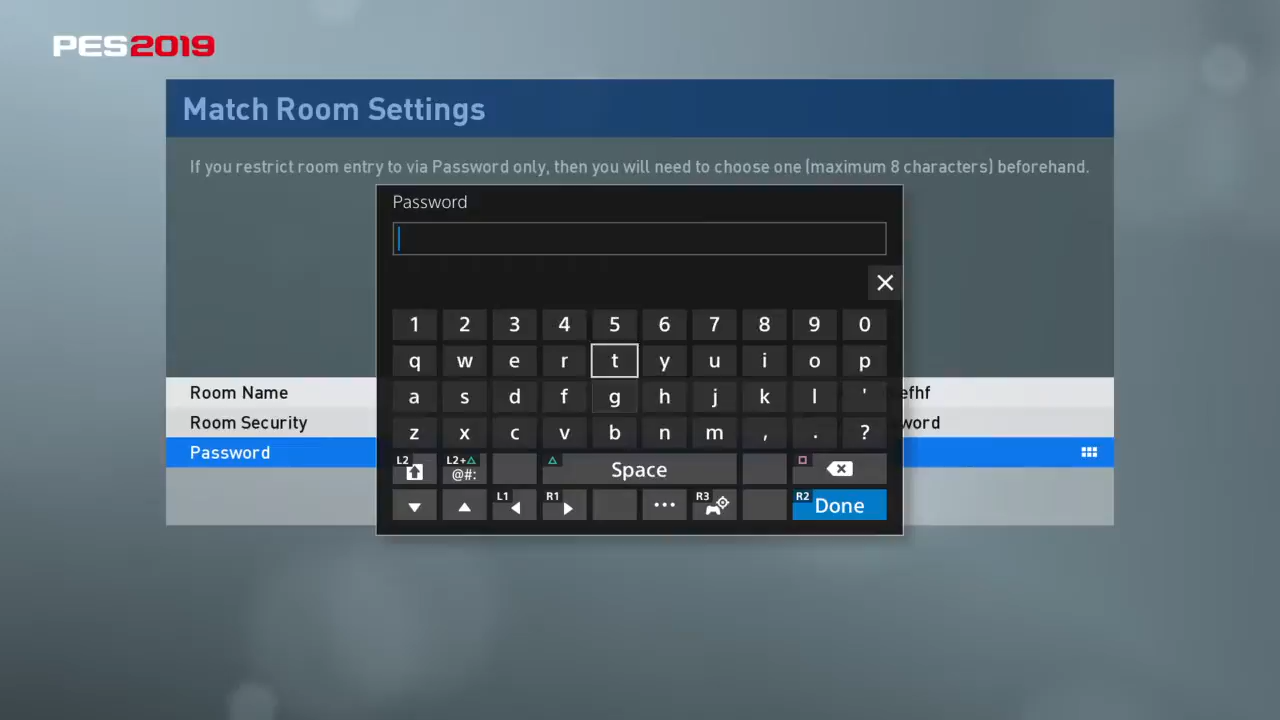 PES2019
Match Room Settings
If you restrict room entry to via Password only, then you will need to choose one (maximum 8 characters) beforehand.
Password
1 2 3 4 5 6 7 8 9 0
q w e r t y u i o p
Room Name efhf
a s d f g h j k l '
Room Security word
z x c v b n m , . ?
Password
L2 L2+△ @#: △ Space □
L1 R1 ... R3 R2 Done